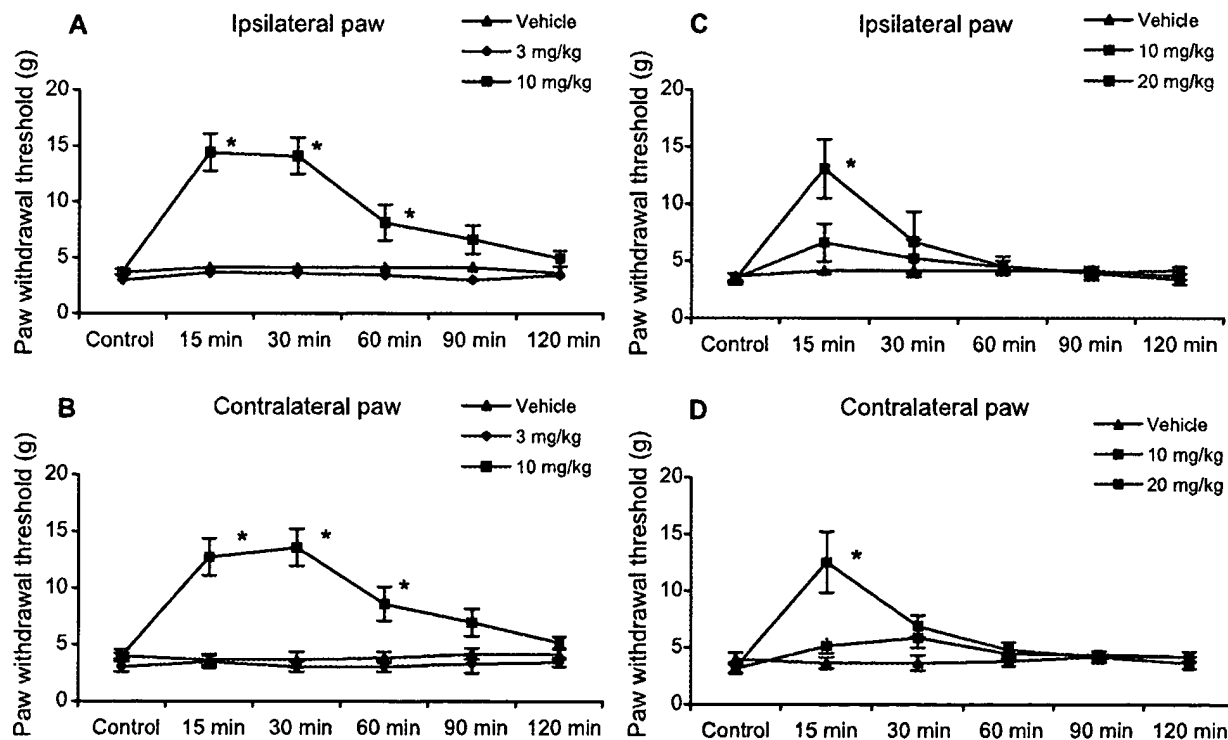 A
Ipsilateral paw
Vehicle
3 mg/kg
10 mg/kg
Paw withdrawal threshold (g)
20
15
10
5
0
* * *
Control 15 min 30 min 60 min 90 min 120 min
C
Ipsilateral paw
Vehicle
10 mg/kg
20 mg/kg
Paw withdrawal threshold (g)
20
15
10
5
0
*
Control 15 min 30 min 60 min 90 min 120 min
B
Contralateral paw
Vehicle
3 mg/kg
10 mg/kg
Paw withdrawal threshold (g)
20
15
10
5
0
* * *
Control 15 min 30 min 60 min 90 min 120 min
D
Contralateral paw
Vehicle
10 mg/kg
20 mg/kg
Paw withdrawal threshold (g)
20
15
10
5
0
*
Control 15 min 30 min 60 min 90 min 120 min